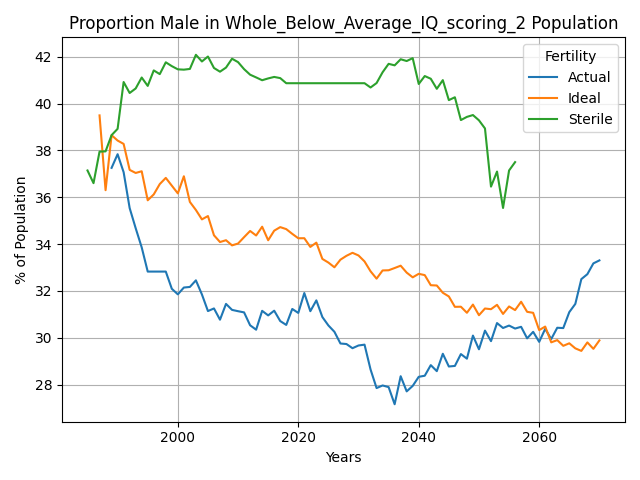 Proportion Male in Whole_Below_Average_IQ_scoring_2 Population
Fertility
Actual
Ideal
Sterile
% of Population
42
40
38
36
34
32
30
28
2000
2020
2040
2060
Years